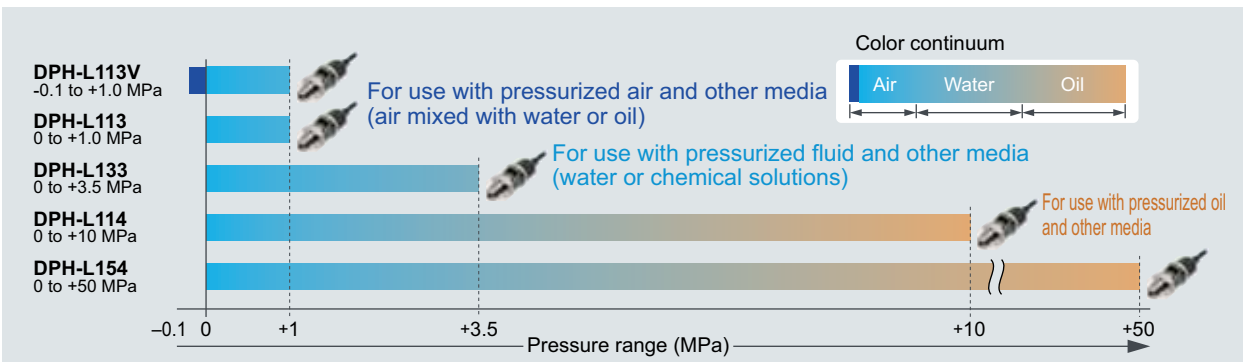 Color continuum
Air Water Oil
DPH-L113V
-0.1 to +1.0 MPa
For use with pressurized air and other media
(air mixed with water or oil)
DPH-L113
0 to +1.0 MPa
DPH-L133
0 to +3.5 MPa
For use with pressurized fluid and other media
(water or chemical solutions)
DPH-L114
0 to +10 MPa
For use with pressurized oil
and other media
DPH-L154
0 to +50 MPa
–0.1 0 +1 +3.5 +10 +50
Pressure range (MPa)